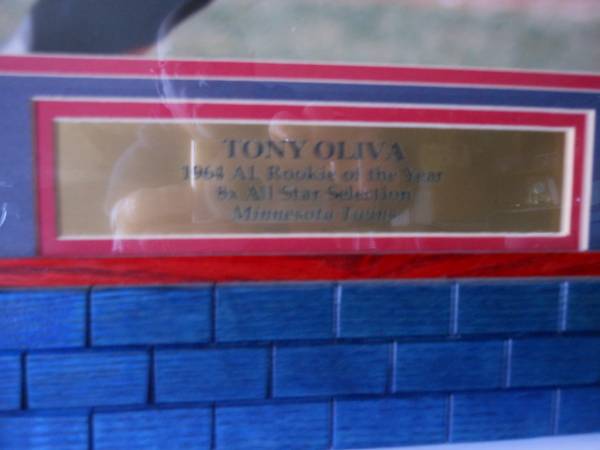 TONY OLIVA
1964 AL Rookie of the Year
8x All Star Selection
Minnesota Twins